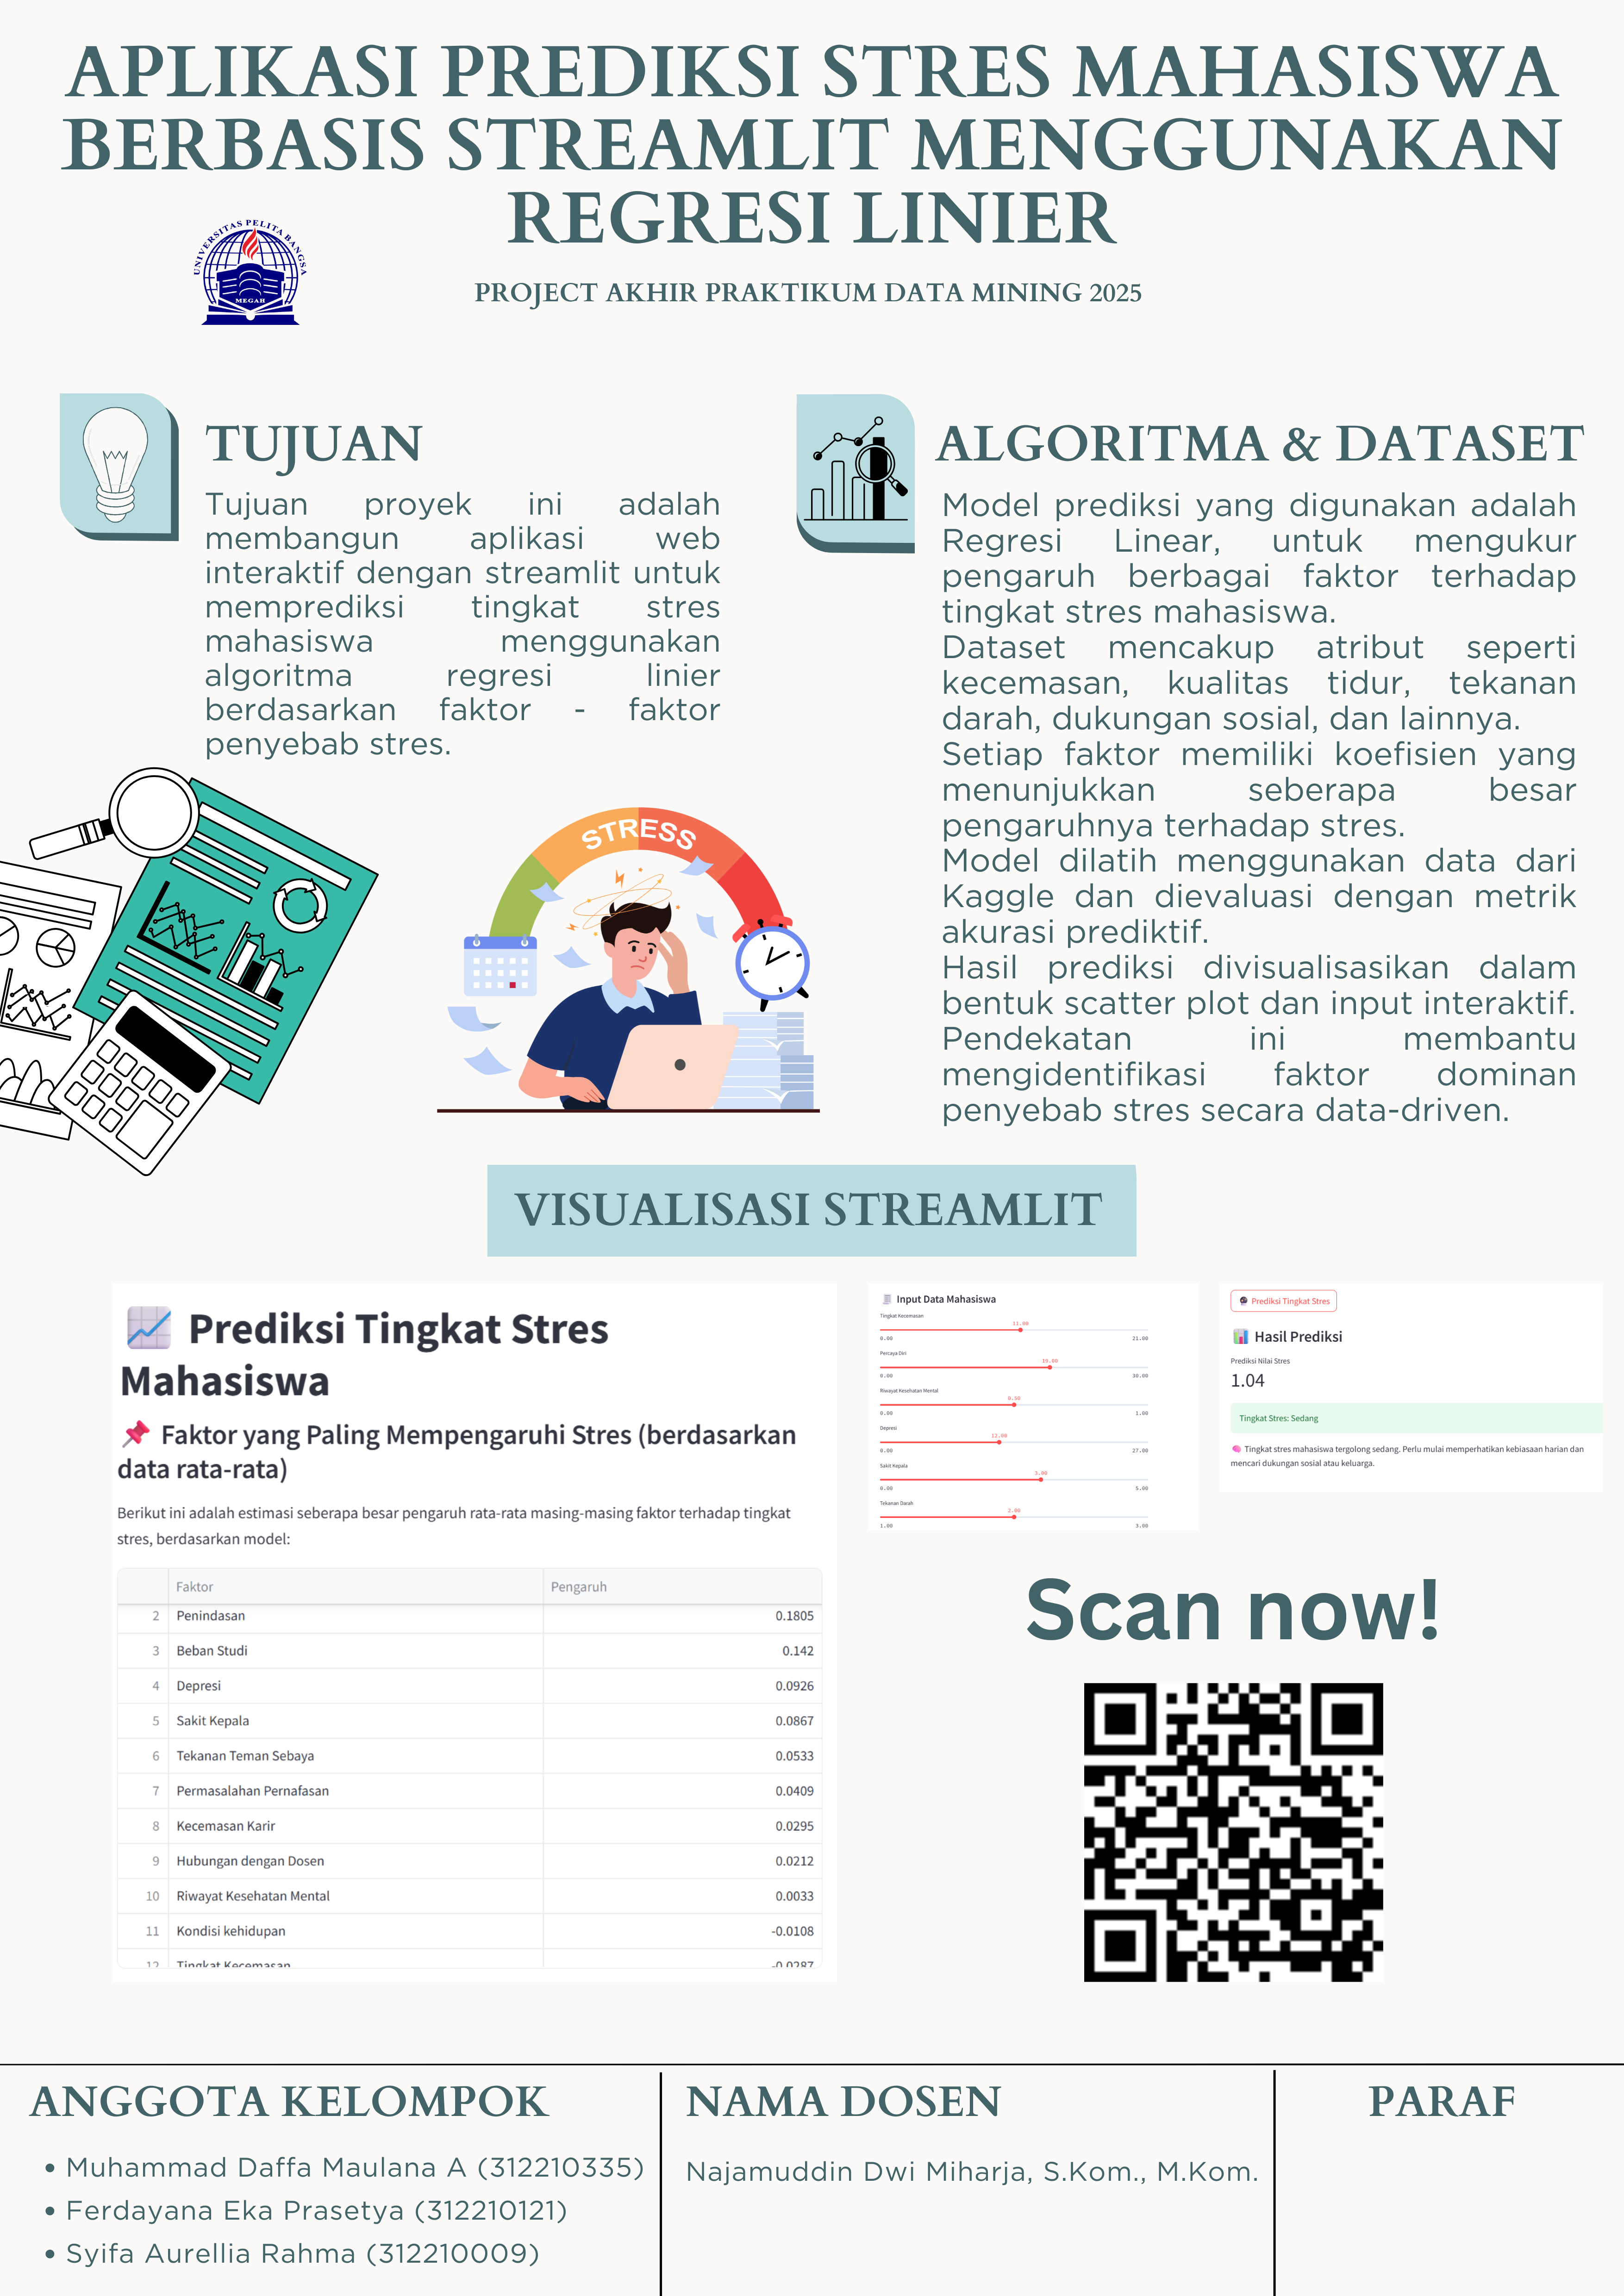 APLIKASI PREDIKSI STRES MAHASISWA
BERBASIS STREAMLIT MENGGUNAKAN
REGRESI LINIER
UNIVERSITAS PELITA BANGSA
MEGAH
PROJECT AKHIR PRAKTIKUM DATA MINING 2025
TUJUAN
Tujuan proyek ini adalah
membangun aplikasi web
interaktif dengan streamlit untuk
memprediksi tingkat stres
mahasiswa menggunakan
algoritma regresi linier
berdasarkan faktor - faktor
penyebab stres.
STRESS
ALGORITMA & DATASET
Model prediksi yang digunakan adalah
Regresi Linear, untuk mengukur
pengaruh berbagai faktor terhadap
tingkat stres mahasiswa.
Dataset mencakup atribut seperti
kecemasan, kualitas tidur, tekanan
darah, dukungan sosial, dan lainnya.
Setiap faktor memiliki koefisien yang
menunjukkan seberapa besar
pengaruhnya terhadap stres.
Model dilatih menggunakan data dari
Kaggle dan dievaluasi dengan metrik
akurasi prediktif.
Hasil prediksi divisualisasikan dalam
bentuk scatter plot dan input interaktif.
Pendekatan ini membantu
mengidentifikasi faktor dominan
penyebab stres secara data-driven.
VISUALISASI STREAMLIT
Prediksi Tingkat Stres
Mahasiswa
Faktor yang Paling Mempengaruhi Stres (berdasarkan
data rata-rata)
Berikut ini adalah estimasi seberapa besar pengaruh rata-rata masing-masing faktor terhadap tingkat
stres, berdasarkan model:
Faktor Pengaruh
2 Penindasan 0.1805
3 Beban Studi 0.142
4 Depresi 0.0926
5 Sakit Kepala 0.0867
6 Tekanan Teman Sebaya 0.0533
7 Permasalahan Pernafasan 0.0409
8 Kecemasan Karir 0.0295
9 Hubungan dengan Dosen 0.0212
10 Riwayat Kesehatan Mental 0.0033
11 Kondisi kehidupan -0.0108
12 Tingkat Kecemasan -0.0287
Input Data Mahasiswa
Tingkat Kecemasan
11.00
0.00 21.00
Percaya Diri
19.00
0.00 30.00
Riwayat Kesehatan Mental
0.50
0.00 1.00
Depresi
12.00
0.00 27.00
Sakit Kepala
3.00
0.00 5.00
Tekanan Darah
2.00
1.00 3.00
Prediksi Tingkat Stres
Hasil Prediksi
Prediksi Nilai Stres
1.04
Tingkat Stres: Sedang
Tingkat stres mahasiswa tergolong sedang. Perlu mulai memperhatikan kebiasaan harian dan
mencari dukungan sosial atau keluarga.
Scan now!
ANGGOTA KELOMPOK
• Muhammad Daffa Maulana A (312210335)
• Ferdayana Eka Prasetya (312210121)
• Syifa Aurellia Rahma (312210009)
NAMA DOSEN
Najamuddin Dwi Miharja, S.Kom., M.Kom.
PARAF